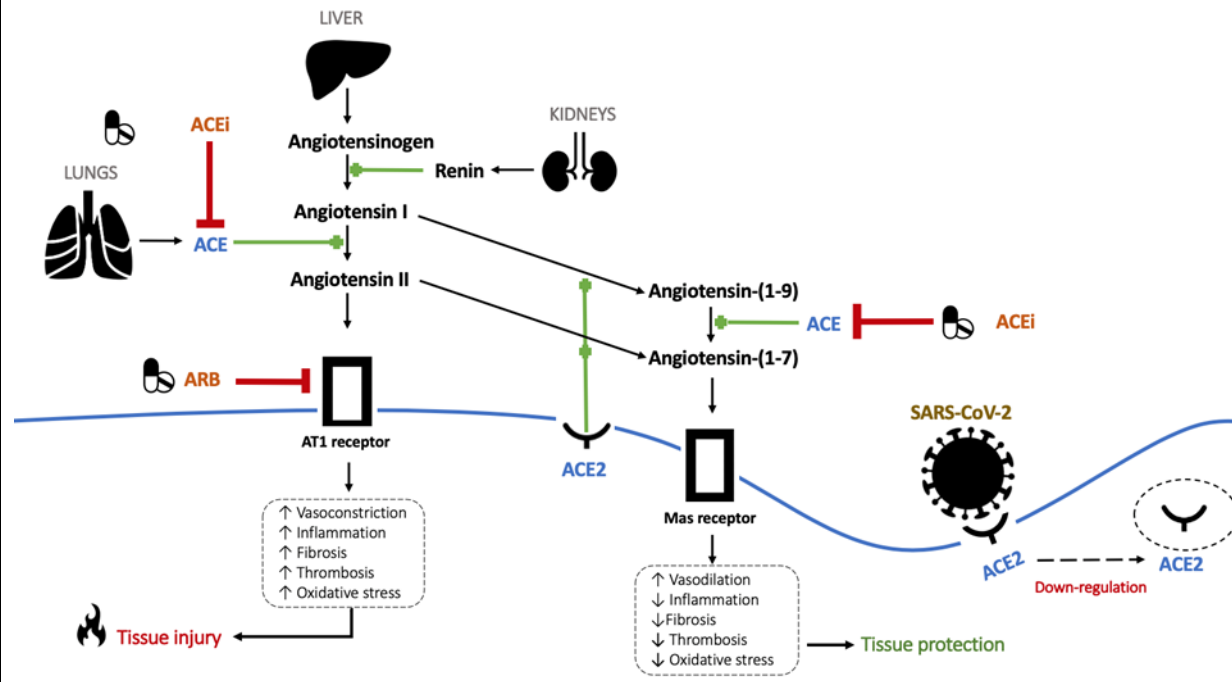 LIVER
KIDNEYS
ACEi
Angiotensinogen
LUNGS
Renin
Angiotensin I
ACE
Angiotensin II
Angiotensin-(1-9)
ACE
ACEi
Angiotensin-(1-7)
ARB
SARS-CoV-2
AT1 receptor
ACE2
Mas receptor
ACE2
ACE2
Down-regulation
↑ Vasoconstriction
↑ Inflammation
↑ Fibrosis
↑ Thrombosis
↑ Oxidative stress
↑ Vasodilation
↓ Inflammation
↓Fibrosis
↓ Thrombosis
↓ Oxidative stress
Tissue injury
Tissue protection